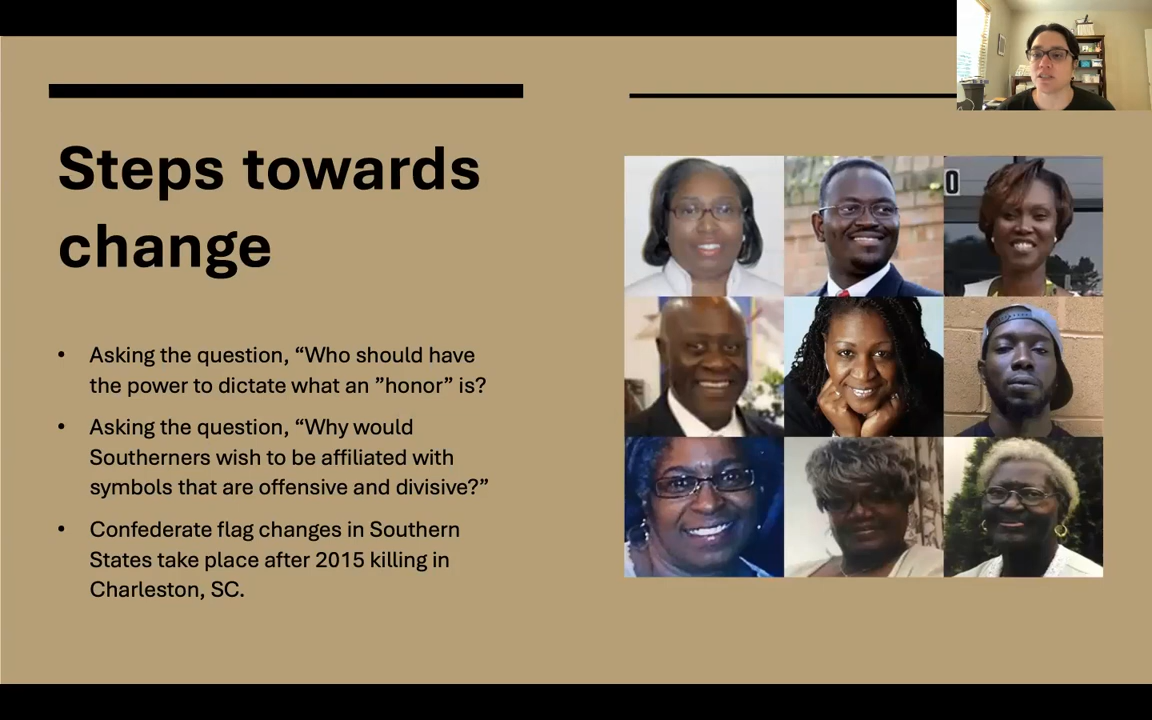 Steps towards
change
• Asking the question, “Who should have
the power to dictate what an ”honor” is?
• Asking the question, “Why would
Southerners wish to be affiliated with
symbols that are offensive and divisive?”
• Confederate flag changes in Southern
States take place after 2015 killing in
Charleston, SC.
0